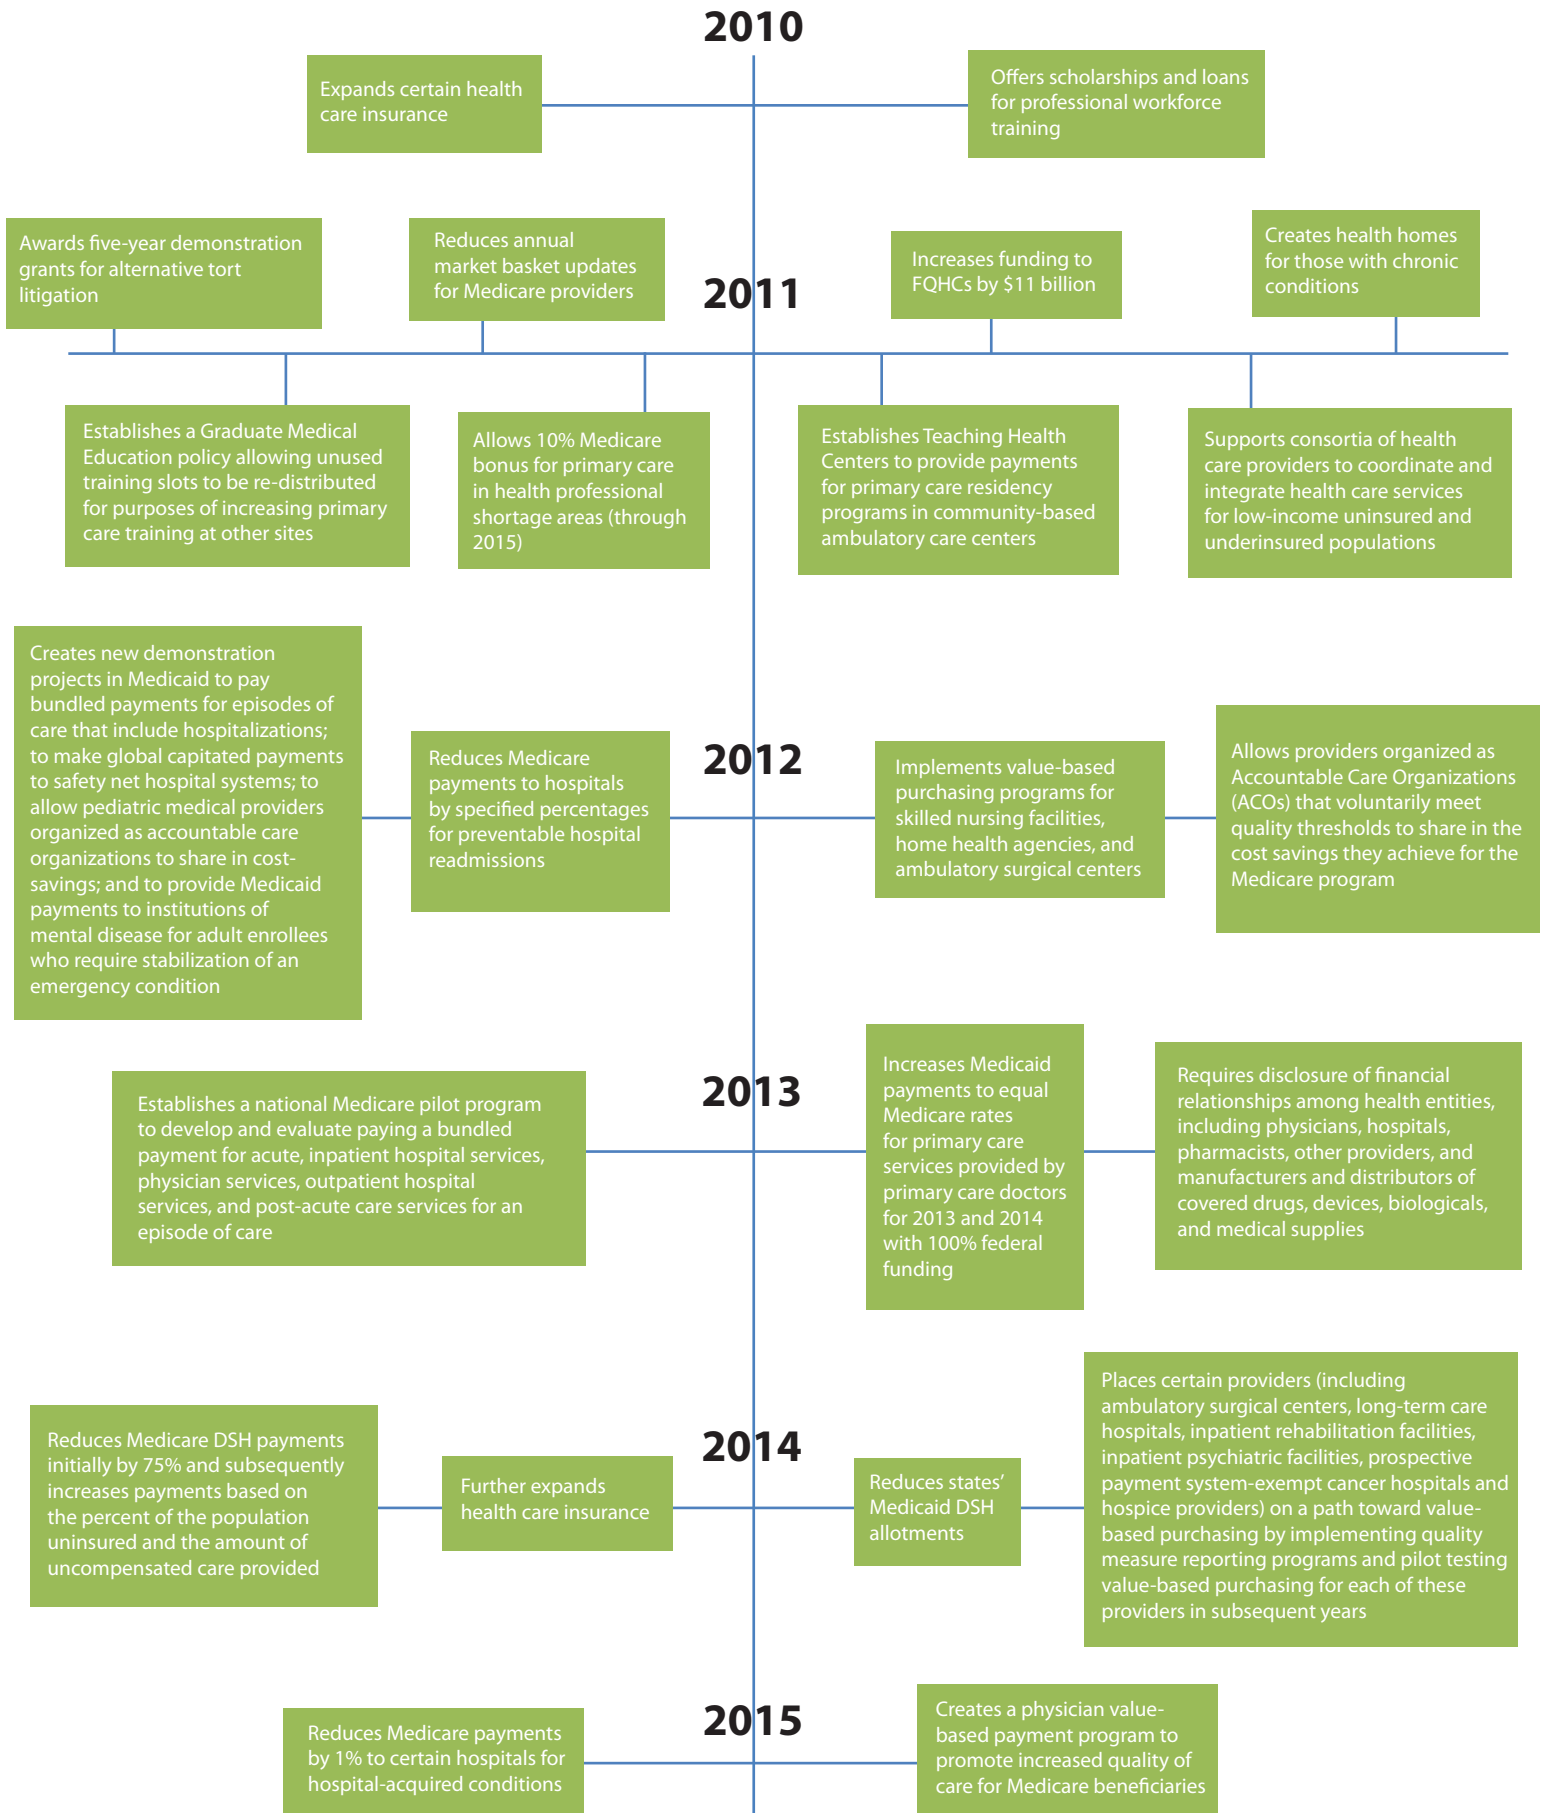 2010
Expands certain health
care insurance
Offers scholarships and loans
for professional workforce
training
2011
Awards five-year demonstration
grants for alternative tort
litigation
Reduces annual
market basket updates
for Medicare providers
Increases funding to
FQHCs by $11 billion
Creates health homes
for those with chronic
conditions
Establishes a Graduate Medical
Education policy allowing unused
training slots to be re-distributed
for purposes of increasing primary
care training at other sites
Allows 10% Medicare
bonus for primary care
in health professional
shortage areas (through
2015)
Establishes Teaching Health
Centers to provide payments
for primary care residency
programs in community-based
ambulatory care centers
Supports consortia of health
care providers to coordinate and
integrate health care services
for low-income uninsured and
underinsured populations
2012
Creates new demonstration
projects in Medicaid to pay
bundled payments for episodes of
care that include hospitalizations;
to make global capitated payments
to safety net hospital systems; to
allow pediatric medical providers
organized as accountable care
organizations to share in cost-
savings; and to provide Medicaid
payments to institutions of
mental disease for adult enrollees
who require stabilization of an
emergency condition
Reduces Medicare
payments to hospitals
by specified percentages
for preventable hospital
readmissions
Implements value-based
purchasing programs for
skilled nursing facilities,
home health agencies, and
ambulatory surgical centers
Allows providers organized as
Accountable Care Organizations
(ACOs) that voluntarily meet
quality thresholds to share in the
cost savings they achieve for the
Medicare program
2013
Establishes a national Medicare pilot program
to develop and evaluate paying a bundled
payment for acute, inpatient hospital services,
physician services, outpatient hospital
services, and post-acute care services for an
episode of care
Increases Medicaid
payments to equal
Medicare rates
for primary care
services provided by
primary care doctors
for 2013 and 2014
with 100% federal
funding
Requires disclosure of financial
relationships among health entities,
including physicians, hospitals,
pharmacists, other providers, and
manufacturers and distributors of
covered drugs, devices, biologicals,
and medical supplies
2014
Reduces Medicare DSH payments
initially by 75% and subsequently
increases payments based on
the percent of the population
uninsured and the amount of
uncompensated care provided
Further expands
health care insurance
Reduces states’
Medicaid DSH
allotments
Places certain providers (including
ambulatory surgical centers, long-term care
hospitals, inpatient rehabilitation facilities,
inpatient psychiatric facilities, prospective
payment system-exempt cancer hospitals and
hospice providers) on a path toward value-
based purchasing by implementing quality
measure reporting programs and pilot testing
value-based purchasing for each of these
providers in subsequent years
2015
Reduces Medicare payments
by 1% to certain hospitals for
hospital-acquired conditions
Creates a physician value-
based payment program to
promote increased quality of
care for Medicare beneficiaries